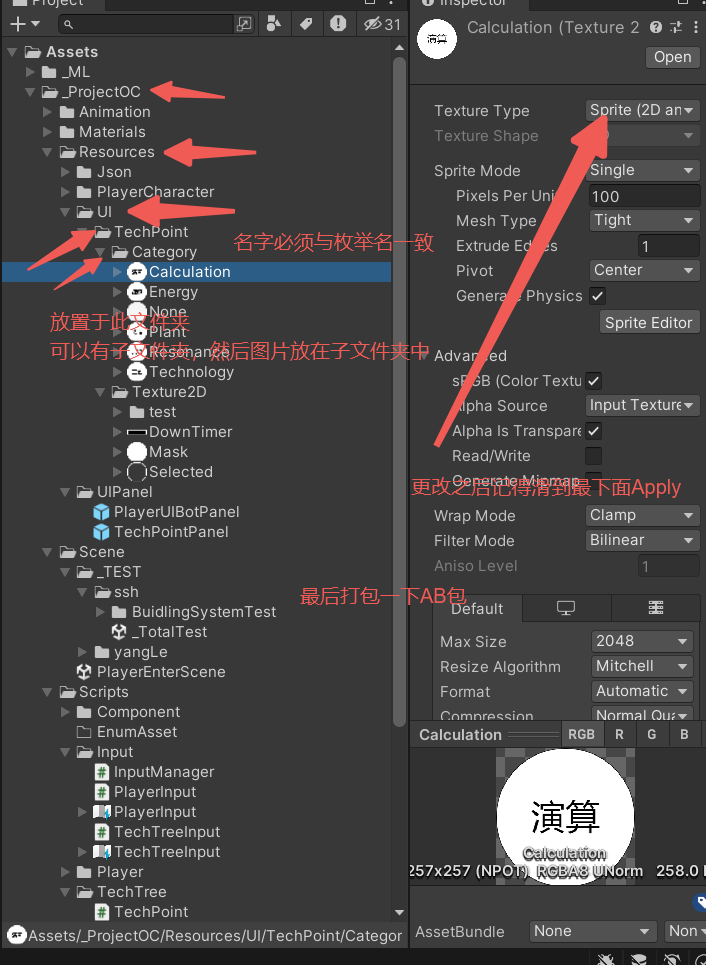 Project
Inspector
31
Calculation (Texture 2
Open
Assets
_ML
_ProjectOC
Animation
Materials
Resources
Json
PlayerCharacter
UI
TechPoint
Category
名字必须与枚举名一致
Calculation
Energy
None
放置于此文件夹
Plant
可以有子文件夹，然后图片放在子文件夹中
Resonance
Technology
Texture2D
test
DownTimer
Mask
Selected
UIPanel
PlayerUIBotPanel
TechPointPanel
Scene
_TEST
ssh
最后打包一下AB包
BuidlingSystemTest
_TotalTest
yangLe
PlayerEnterScene
Scripts
Component
EnumAsset
Input
InputManager
PlayerInput
PlayerInput
TechTreeInput
TechTreeInput
Player
TechTree
TechPoint
Assets/_ProjectOC/Resources/UI/TechPoint/Categor
Texture Type
Sprite (2D an
Texture Shape
Sprite Mode
Single
Pixels Per Uni
100
Mesh Type
Tight
Extrude Edges
1
Pivot
Center
Generate Physics
Sprite Editor
Advanced
sRGB (Color Textu
Alpha Source
Input Texture
Alpha Is Transpare
Read/Write
Generate Mipmap
更改之后记得滑到最下面Apply
Wrap Mode
Clamp
Filter Mode
Bilinear
Aniso Level
1
Default
Max Size
2048
Resize Algorithm
Mitchell
Format
Automatic
Compression
Normal Qua
Calculation
RGB
R
G
B
演算
Calculation
257x257 (NPOT) RGBA8 UNorm 258.0
AssetBundle
None
Non